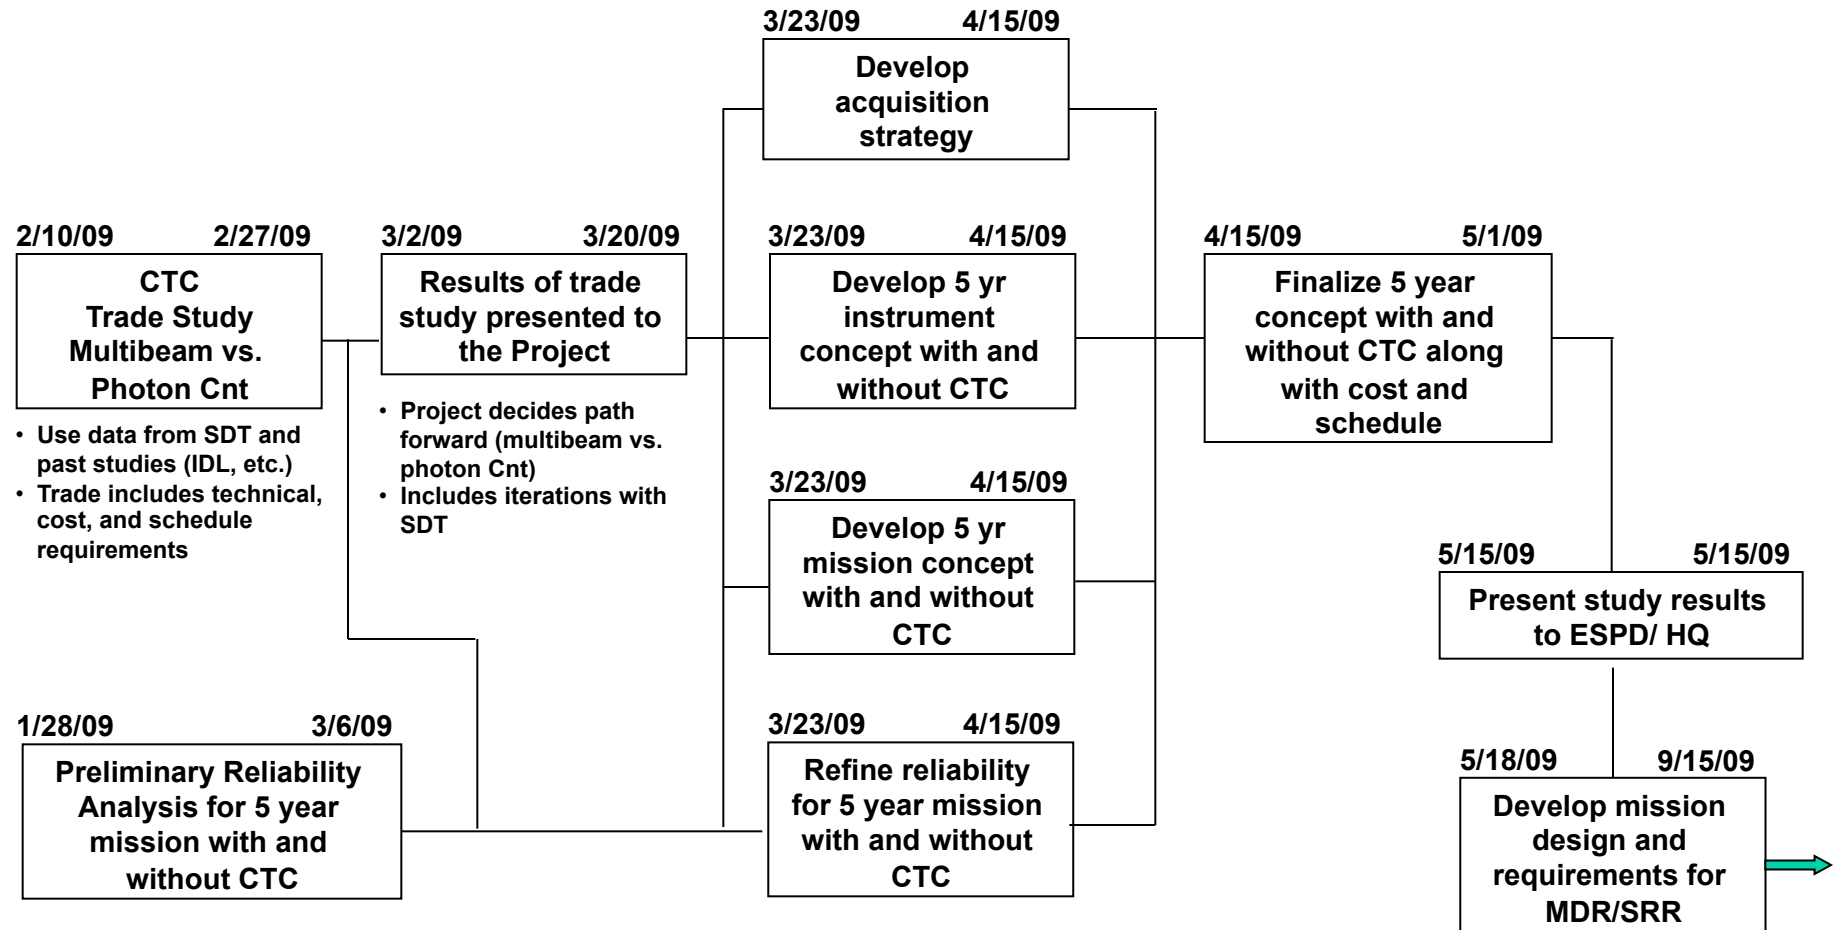 3/23/09 4/15/09
Develop
acquisition
strategy
2/10/09 2/27/09
CTC
Trade Study
Multibeam vs.
Photon Cnt
• Use data from SDT and
past studies (IDL, etc.)
• Trade includes technical,
cost, and schedule
requirements
3/2/09 3/20/09
Results of trade
study presented to
the Project
• Project decides path
forward (multibeam vs.
photon Cnt)
• Includes iterations with
SDT
3/23/09 4/15/09
Develop 5 yr
instrument
concept with and
without CTC
4/15/09 5/1/09
Finalize 5 year
concept with and
without CTC along
with cost and
schedule
3/23/09 4/15/09
Develop 5 yr
mission concept
with and without
CTC
5/15/09 5/15/09
Present study results
to ESPD/ HQ
1/28/09 3/6/09
Preliminary Reliability
Analysis for 5 year
mission with and
without CTC
3/23/09 4/15/09
Refine reliability
for 5 year mission
with and without
CTC
5/18/09 9/15/09
Develop mission
design and
requirements for
MDR/SRR